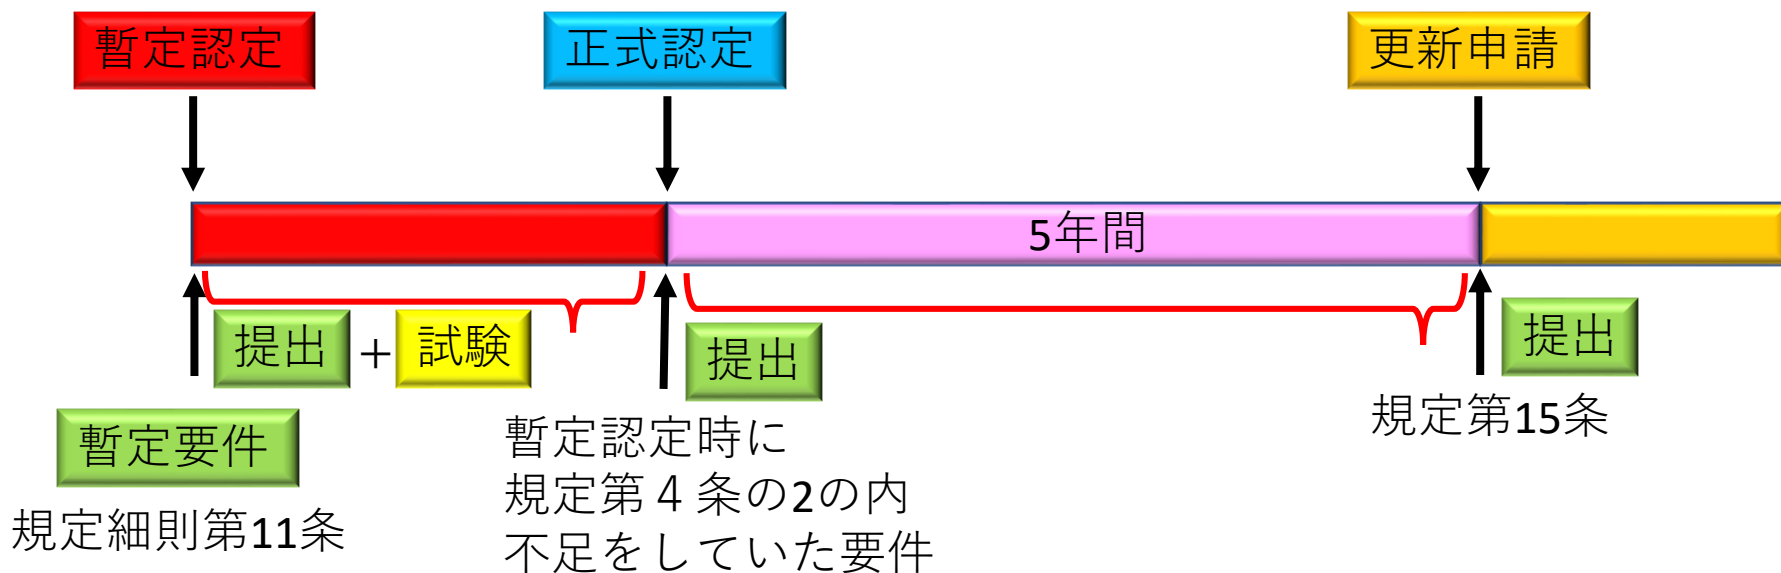 暫定認定
正式認定
更新申請
5年間
提出
+
試験
提出
提出
暫定要件
規定細則第11条
暫定認定時に
規定第４条の2の内
不足をしていた要件
規定第15条